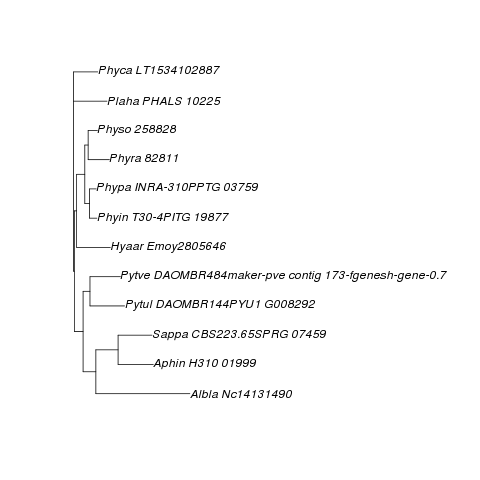 Phyca LT1534102887
Plaha PHALS 10225
Physo 258828
Phyra 82811
Phypa INRA-310PPTG 03759
Phyin T30-4PITG 19877
Hyaar Emoy2805646
Pytve DAOMBR484maker-pve contig 173-fgenesh-gene-0.7
Pytul DAOMBR144PYU1 G008292
Sappa CBS223.65SPRG 07459
Aphin H310 01999
Albla Nc14131490